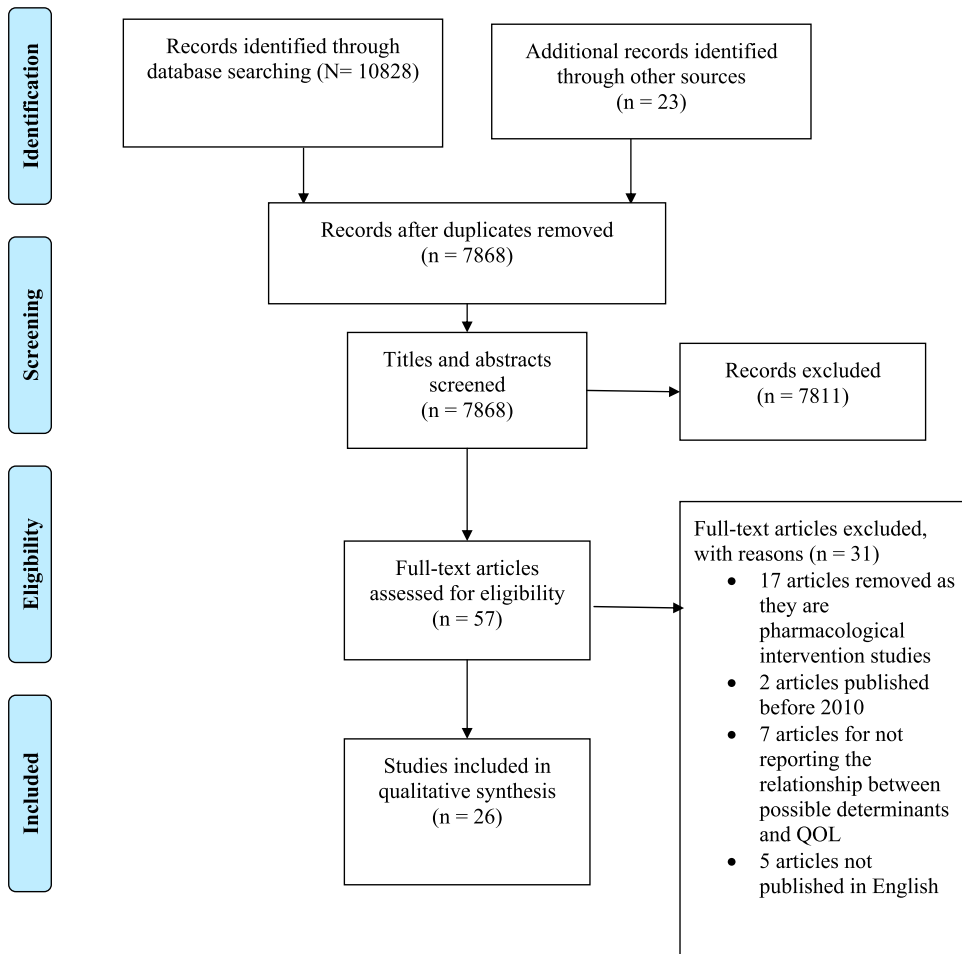 Identification
Records identified through
database searching (N= 10828)
Additional records identified
through other sources
(n = 23)
Records after duplicates removed
(n = 7868)
Screening
Titles and abstracts
screened
(n = 7868)
Records excluded
(n = 7811)
Eligibility
Full-text articles
assessed for eligibility
(n = 57)
Full-text articles excluded,
with reasons (n = 31)
• 17 articles removed as
they are
pharmacological
intervention studies
• 2 articles published
before 2010
• 7 articles for not
reporting the
relationship between
possible determinants
and QOL
• 5 articles not
published in English
Included
Studies included in
qualitative synthesis
(n = 26)